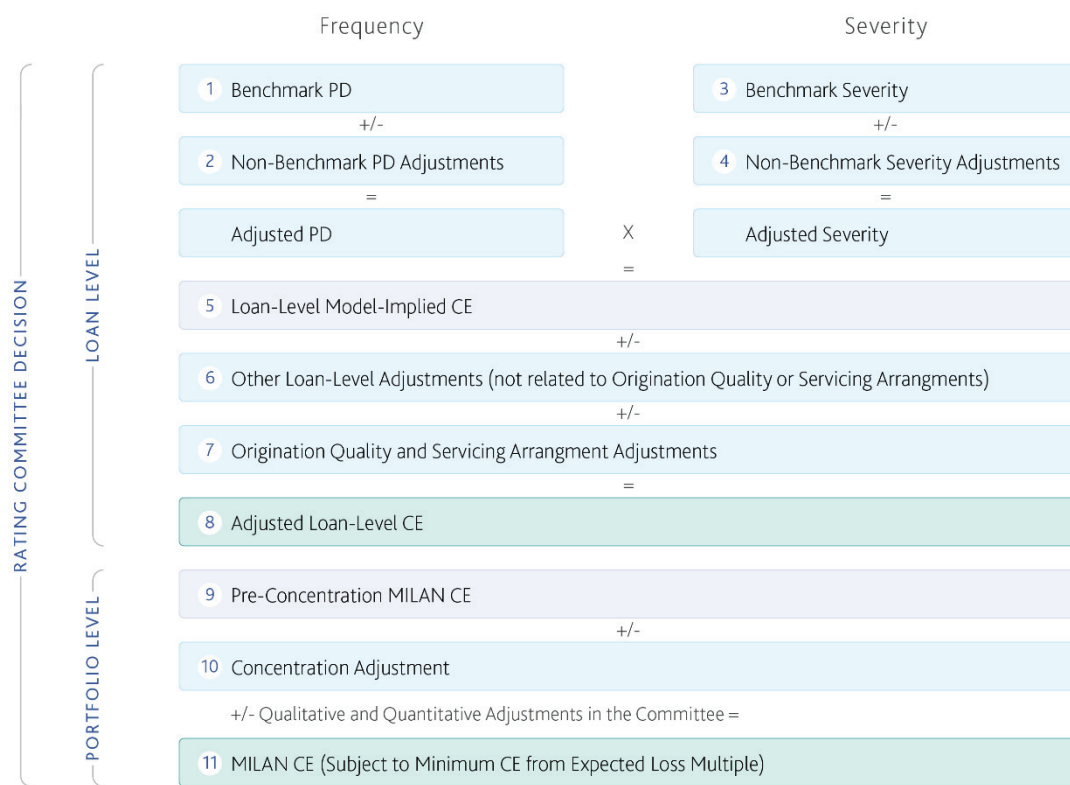 Frequency
Severity
RATING COMMITTEE DECISION
LOAN LEVEL
1 Benchmark PD
3 Benchmark Severity
+/-
+/-
2 Non-Benchmark PD Adjustments
4 Non-Benchmark Severity Adjustments
=
=
Adjusted PD
X
Adjusted Severity
=
5 Loan-Level Model-Implied CE
+/-
6 Other Loan-Level Adjustments (not related to Origination Quality or Servicing Arrangments)
+/-
7 Origination Quality and Servicing Arrangment Adjustments
=
8 Adjusted Loan-Level CE
PORTFOLIO LEVEL
9 Pre-Concentration MILAN CE
+/-
10 Concentration Adjustment
+/- Qualitative and Quantitative Adjustments in the Committee =
11 MILAN CE (Subject to Minimum CE from Expected Loss Multiple)